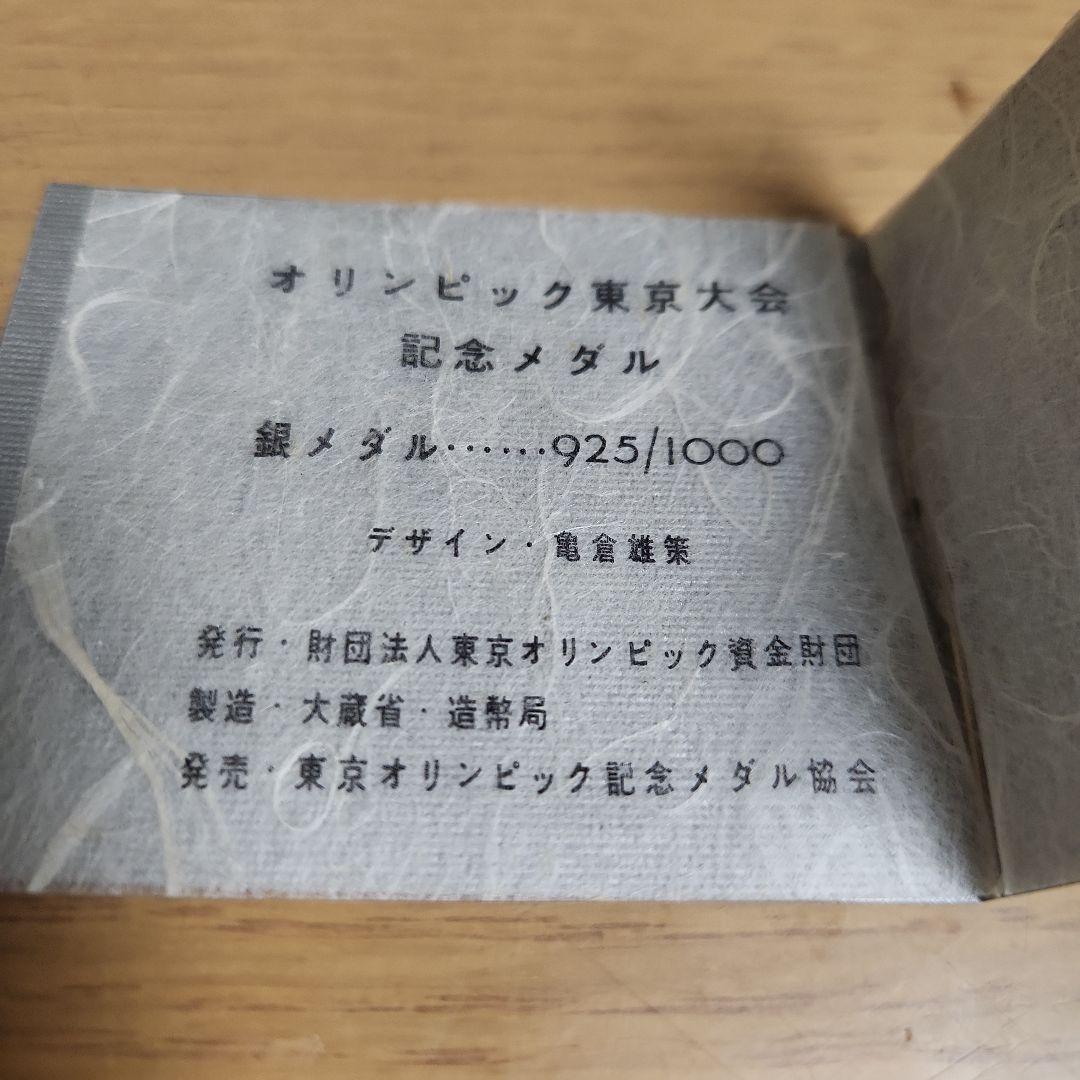 オリンピック東京大会
記念メダル
銀メダル……925/1000
デザイン・亀倉雄策
発行・財団法人東京オリンピック資金財団
製造・大蔵省・造幣局
発売・東京オリンピック記念メダル協会